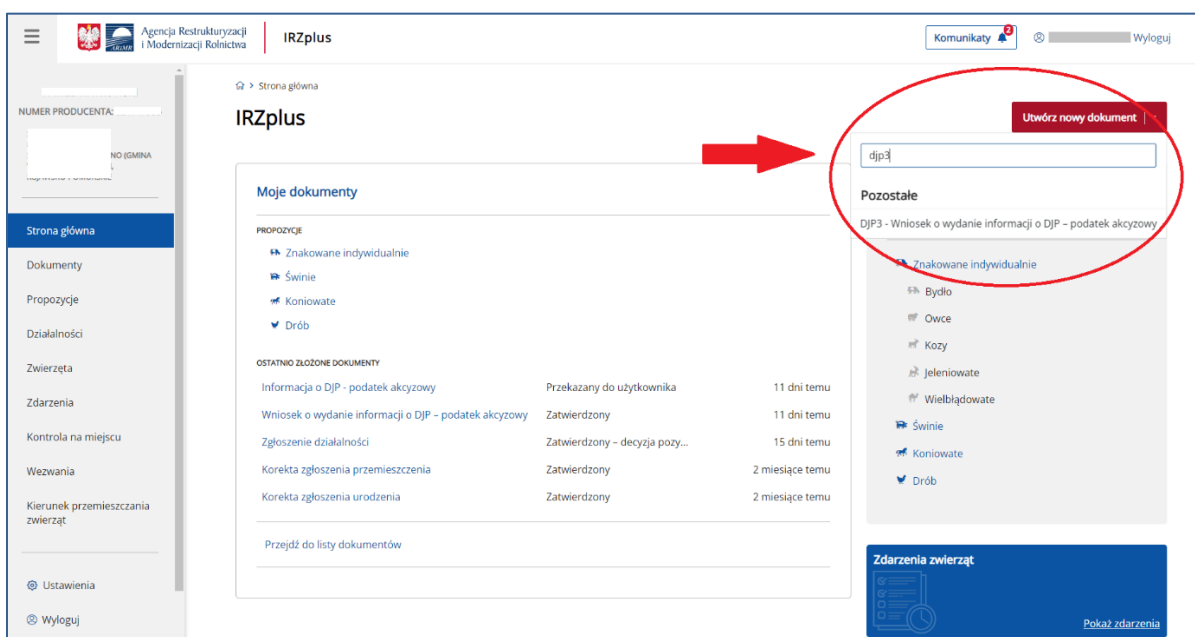 Agencja Restrukturyzacji
i Modernizacji Rolnictwa
IRZplus
Komunikaty 2
Wyloguj
ARiMR
NUMER PRODUCENTA:
NO (GMINA
Strona główna
Dokumenty
Propozycje
Działalności
Zwierzęta
Zdarzenia
Kontrola na miejscu
Wezwania
Kierunek przemieszczania
zwierząt
Ustawienia
Wyloguj
> Strona główna
IRZplus
Utwórz nowy dokument
djp3
Pozostałe
DJP3 - Wniosek o wydanie informacji o DJP – podatek akcyzowy
Moje dokumenty
PROPOZYCJE
Znakowane indywidualnie
Świnie
Koniowate
Drób
OSTATNIO ZŁOŻONE DOKUMENTY
Informacja o DJP - podatek akcyzowy Przekazany do użytkownika 11 dni temu
Wniosek o wydanie informacji o DJP – podatek akcyzowy Zatwierdzony 11 dni temu
Zgłoszenie działalności Zatwierdzony – decyzja pozy... 15 dni temu
Korekta zgłoszenia przemieszczenia Zatwierdzony 2 miesiące temu
Korekta zgłoszenia urodzenia Zatwierdzony 2 miesiące temu
Przejdź do listy dokumentów
Znakowane indywidualnie
Bydło
Owce
Kozy
Jeleniowate
Wielbłądowate
Świnie
Koniowate
Drób
Zdarzenia zwierząt
Pokaż zdarzenia